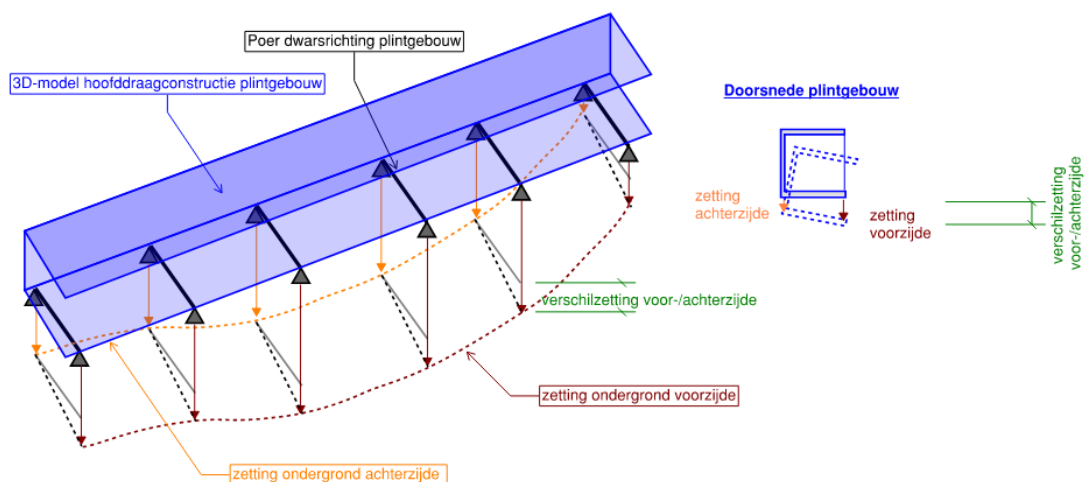 Poer dwarsrichting plintgebouw
3D-model hoofddraagconstructie plintgebouw
Doorsnede plintgebouw
zetting
achterzijde
zetting
voorzijde
verschilzetting
voor-/achterzijde
verschilzetting voor-/achterzijde
zetting ondergrond voorzijde
zetting ondergrond achterzijde